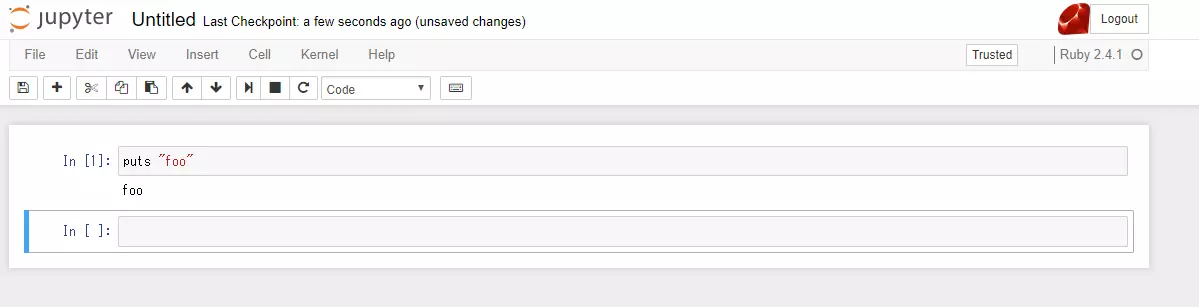 jupyter Untitled Last Checkpoint: a few seconds ago (unsaved changes) Logout
File Edit View Insert Cell Kernel Help Trusted Ruby 2.4.1
Code
In [1]: puts "foo"
foo
In [ ]: